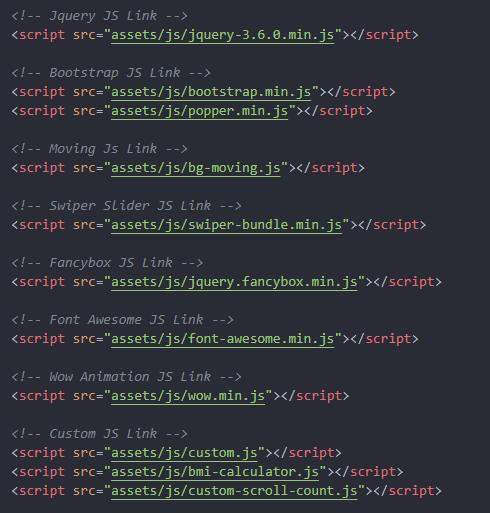 <!-- Jquery JS Link -->
<script src="assets/js/jquery-3.6.0.min.js"></script>
<!-- Bootstrap JS Link -->
<script src="assets/js/bootstrap.min.js"></script>
<script src="assets/js/popper.min.js"></script>
<!-- Moving Js Link -->
<script src="assets/js/bg-moving.js"></script>
<!-- Swiper Slider JS Link -->
<script src="assets/js/swiper-bundle.min.js"></script>
<!-- Fancybox JS Link -->
<script src="assets/js/jquery.fancybox.min.js"></script>
<!-- Font Awesome JS Link -->
<script src="assets/js/font-awesome.min.js"></script>
<!-- Wow Animation JS Link -->
<script src="assets/js/wow.min.js"></script>
<!-- Custom JS Link -->
<script src="assets/js/custom.js"></script>
<script src="assets/js/bmi-calculator.js"></script>
<script src="assets/js/custom-scroll-count.js"></script>